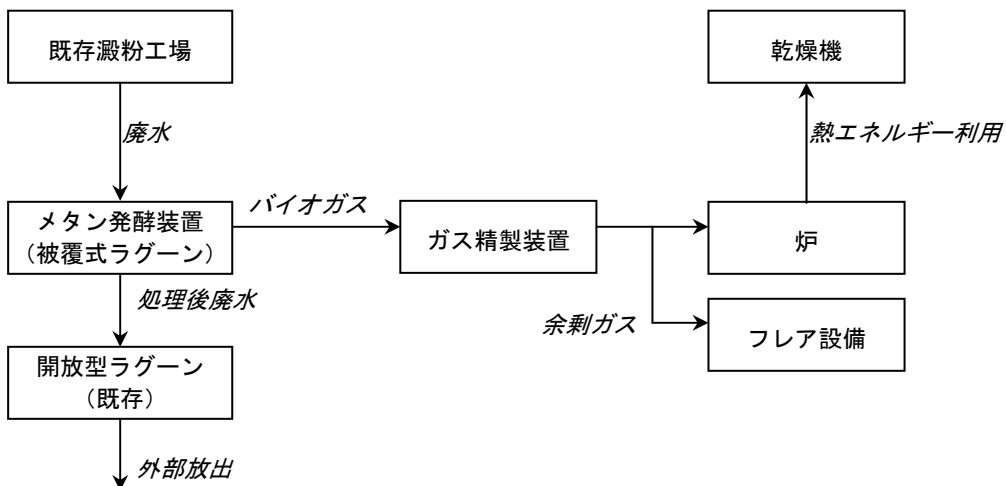 既存澱粉工場
乾燥機
廃水
熱エネルギー利用
メタン発酵装置
（被覆式ラグーン）
バイオガス
ガス精製装置
炉
処理後廃水
余剰ガス
フレア設備
開放型ラグーン
（既存）
外部放出